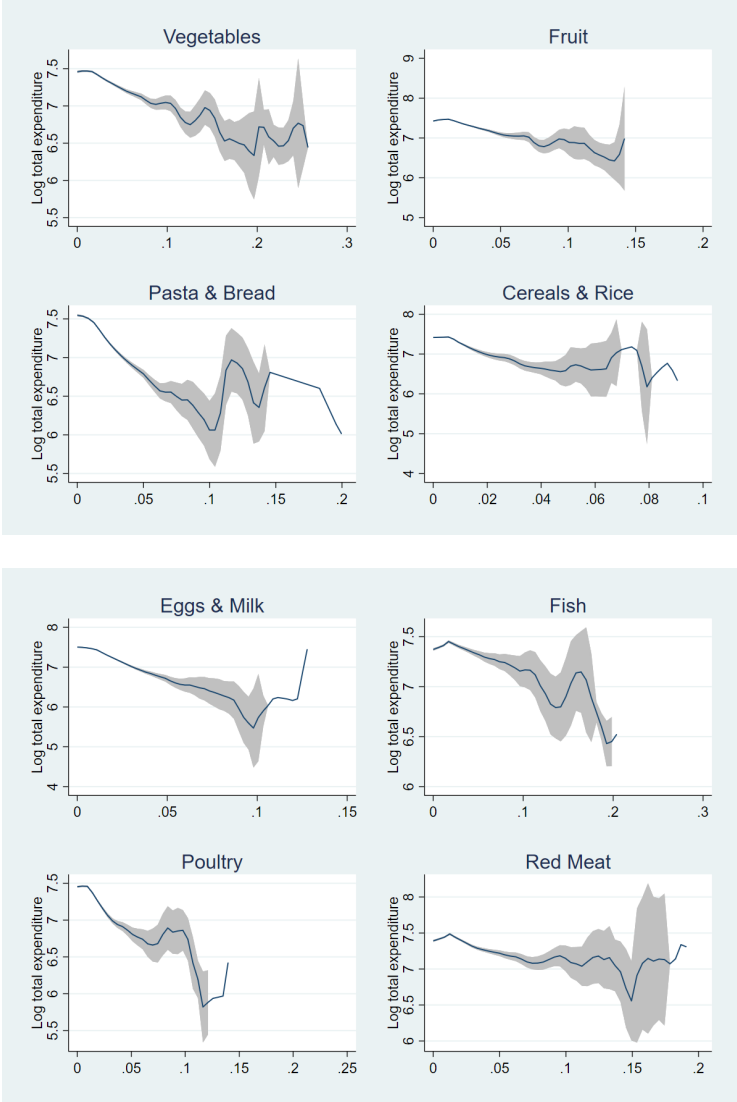 Vegetables
Log total expenditure
7.5
7
6.5
6
5.5
0 .1 .2 .3
Fruit
Log total expenditure
9
8
7
6
5
0 .05 .1 .15 .2
Pasta & Bread
Log total expenditure
7.5
7
6.5
6
5.5
0 .05 .1 .15 .2
Cereals & Rice
Log total expenditure
8
7
6
5
4
0 .02 .04 .06 .08 .1
Eggs & Milk
Log total expenditure
8
7
6
5
4
0 .05 .1 .15
Fish
Log total expenditure
7.5
7
6.5
6
0 .1 .2 .3
Poultry
Log total expenditure
7.5
7
6.5
6
5.5
0 .05 .1 .15 .2 .25
Red Meat
Log total expenditure
8
7.5
7
6.5
6
0 .05 .1 .15 .2